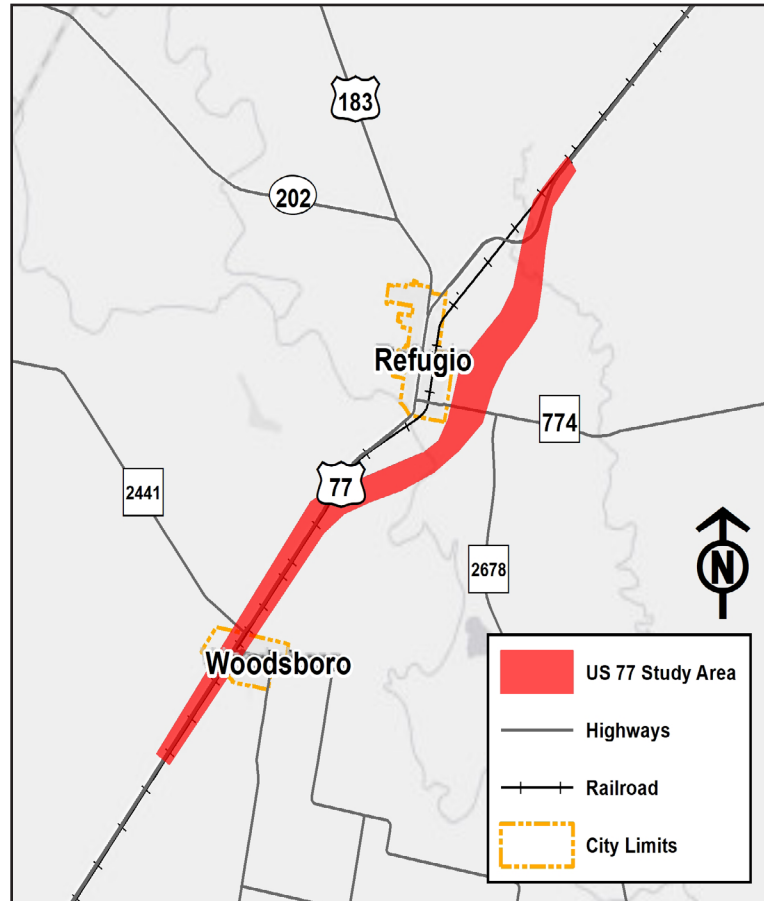 183
202
Refugio
774
77
2441
2678
N
Woodsboro
US 77 Study Area
Highways
Railroad
City Limits